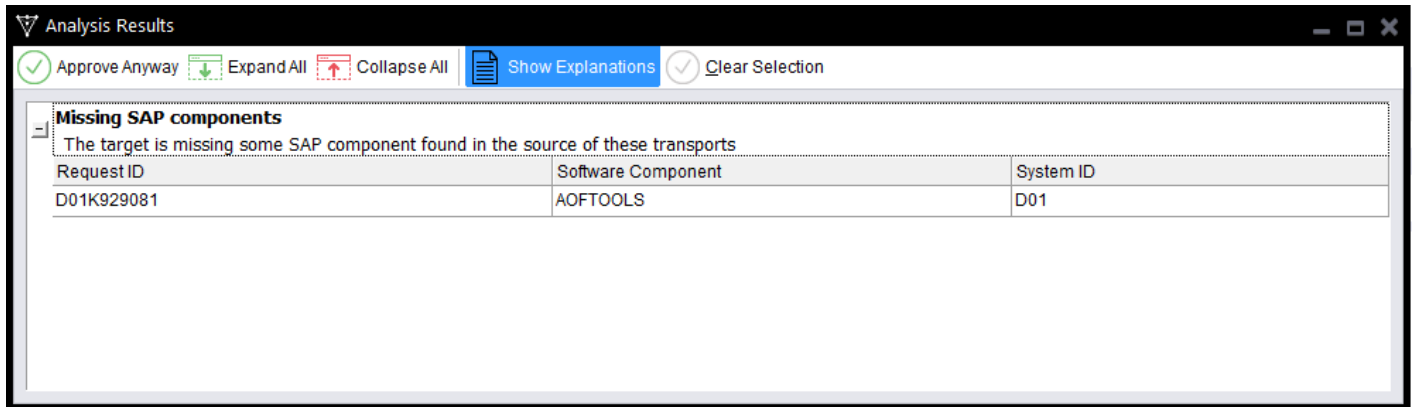 Analysis Results
Approve Anyway Expand All Collapse All Show Explanations Clear Selection
Missing SAP components
The target is missing some SAP component found in the source of these transports
Request ID Software Component System ID
D01K929081 AOFTOOLS D01